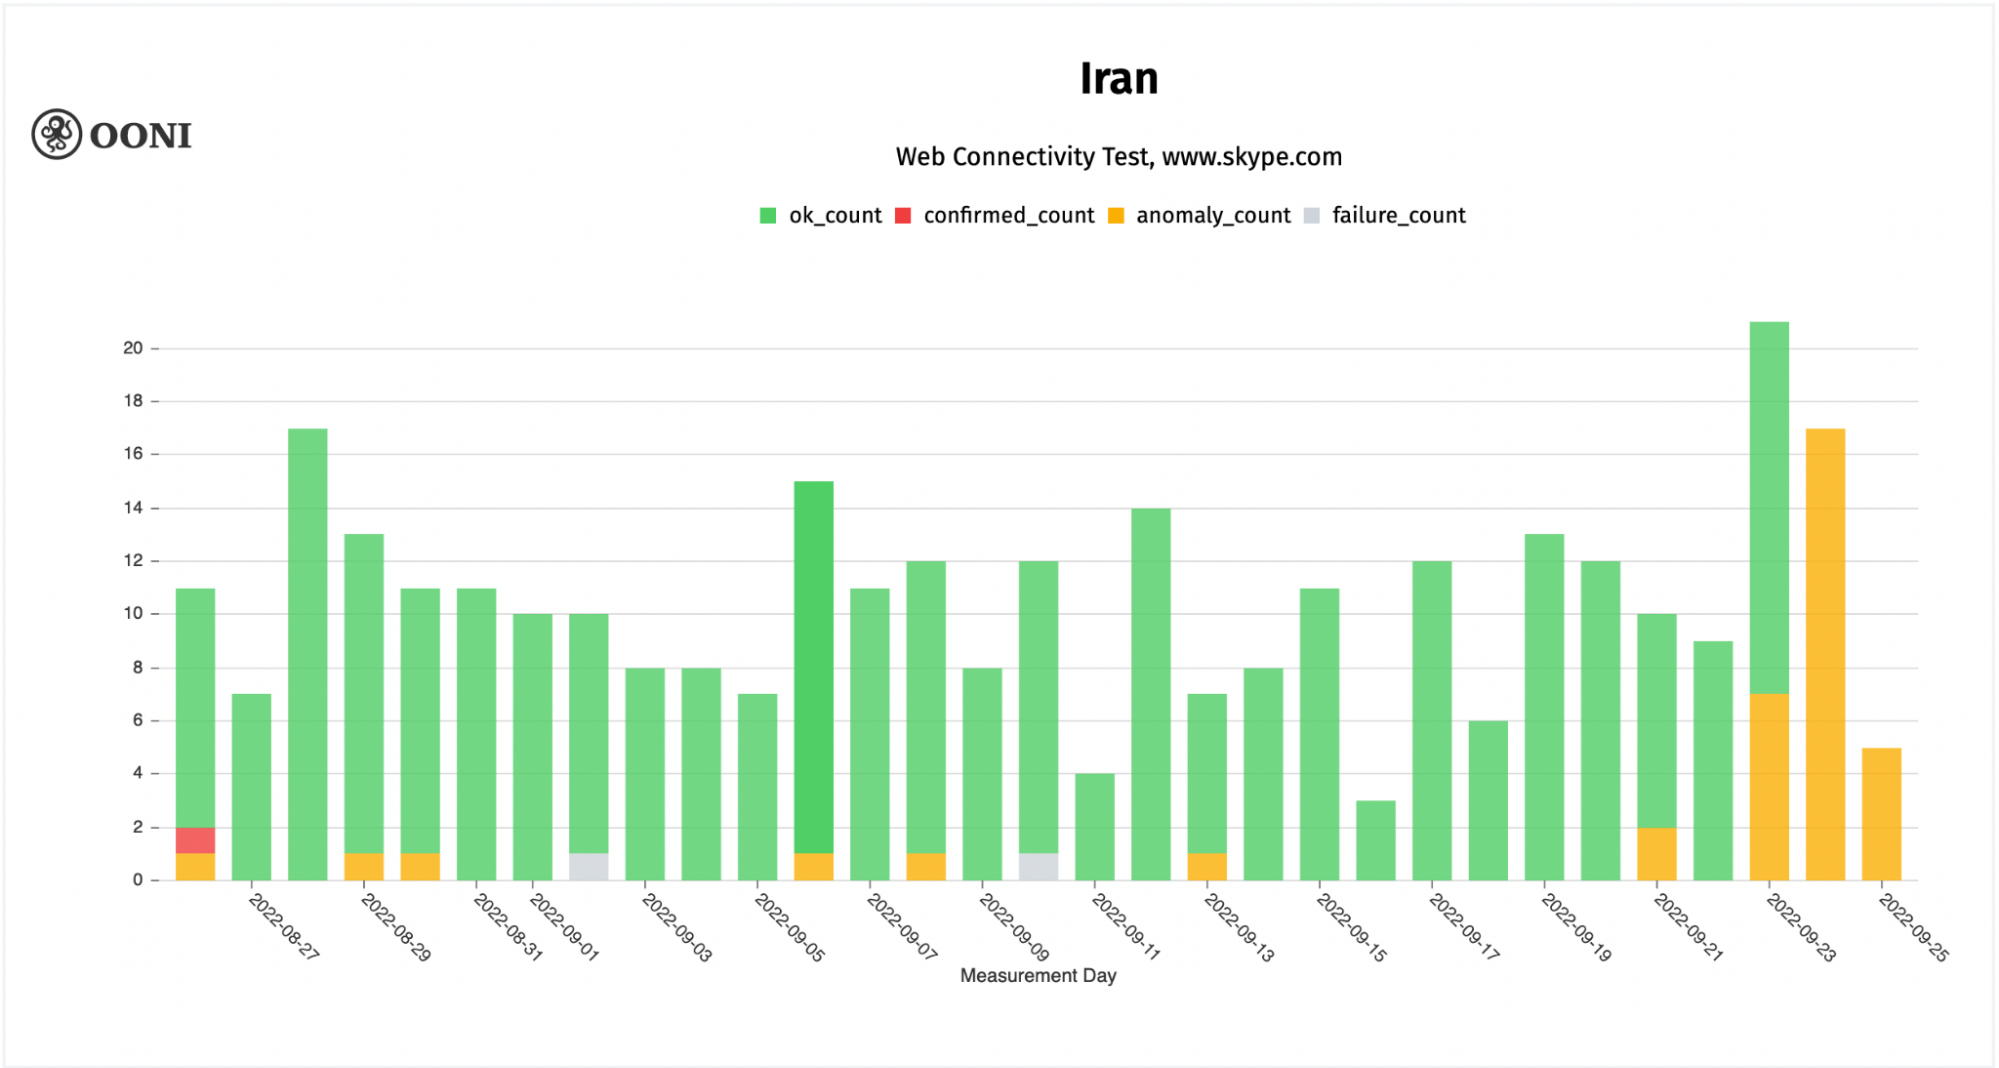 Iran
OONI
Web Connectivity Test, www.skype.com
ok_count confirmed_count anomaly_count failure_count
20
18
16
14
12
10
8
6
4
2
0
2022-08-27 2022-08-29 2022-08-31 2022-09-01 2022-09-03 2022-09-05 2022-09-07 2022-09-09 2022-09-11 2022-09-13 2022-09-15 2022-09-17 2022-09-19 2022-09-21 2022-09-23 2022-09-25
Measurement Day